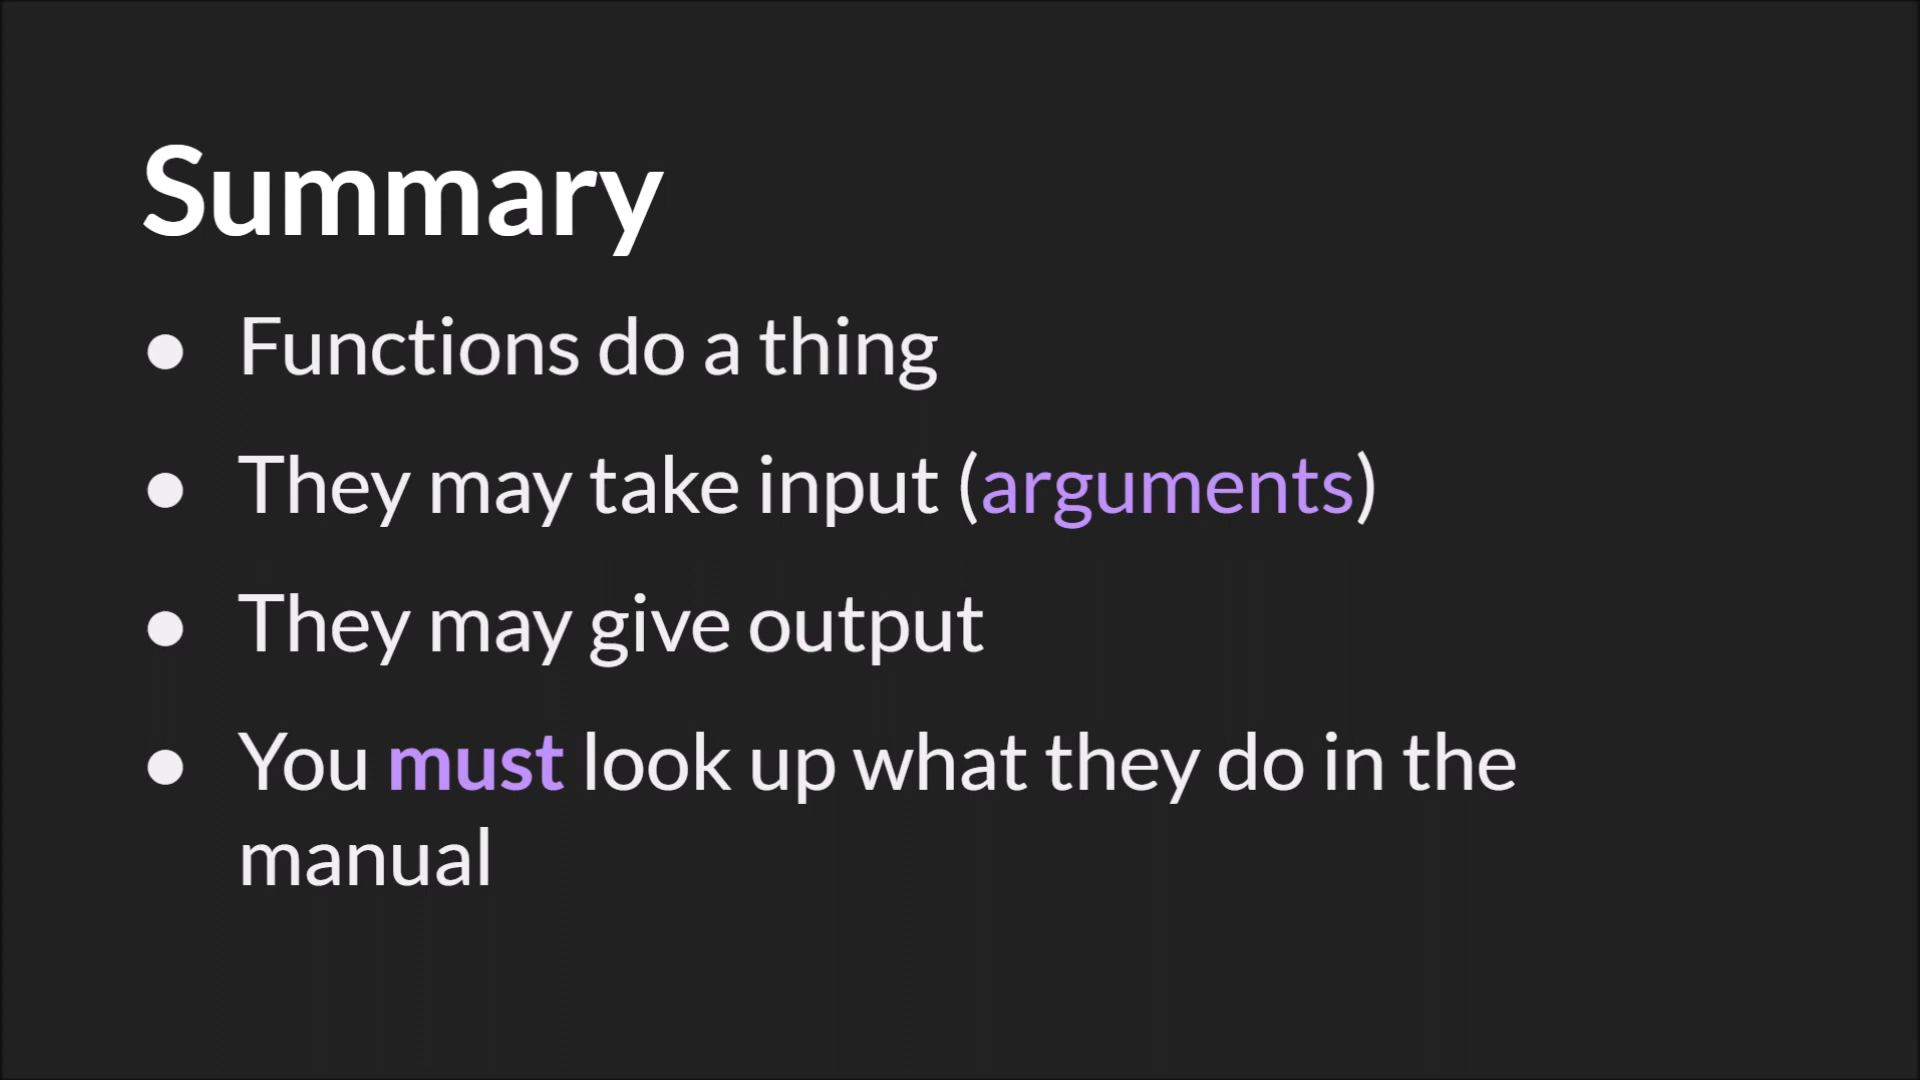 Summary
● Functions do a thing
● They may take input (arguments)
● They may give output
● You must look up what they do in the
manual